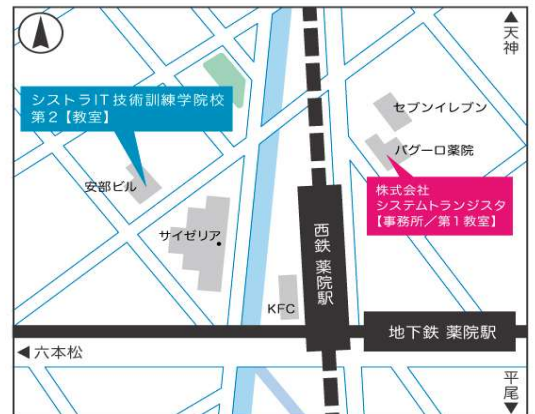 ▲天神
シストラIT技術訓練学院校
第2【教室】
セブンイレブン
パグーロ薬院
安部ビル
株式会社
システムトランジスタ
【事務所／第1教室】
サイゼリア
西鉄 薬院駅
KFC
地下鉄 薬院駅
◀六本松
平尾▼